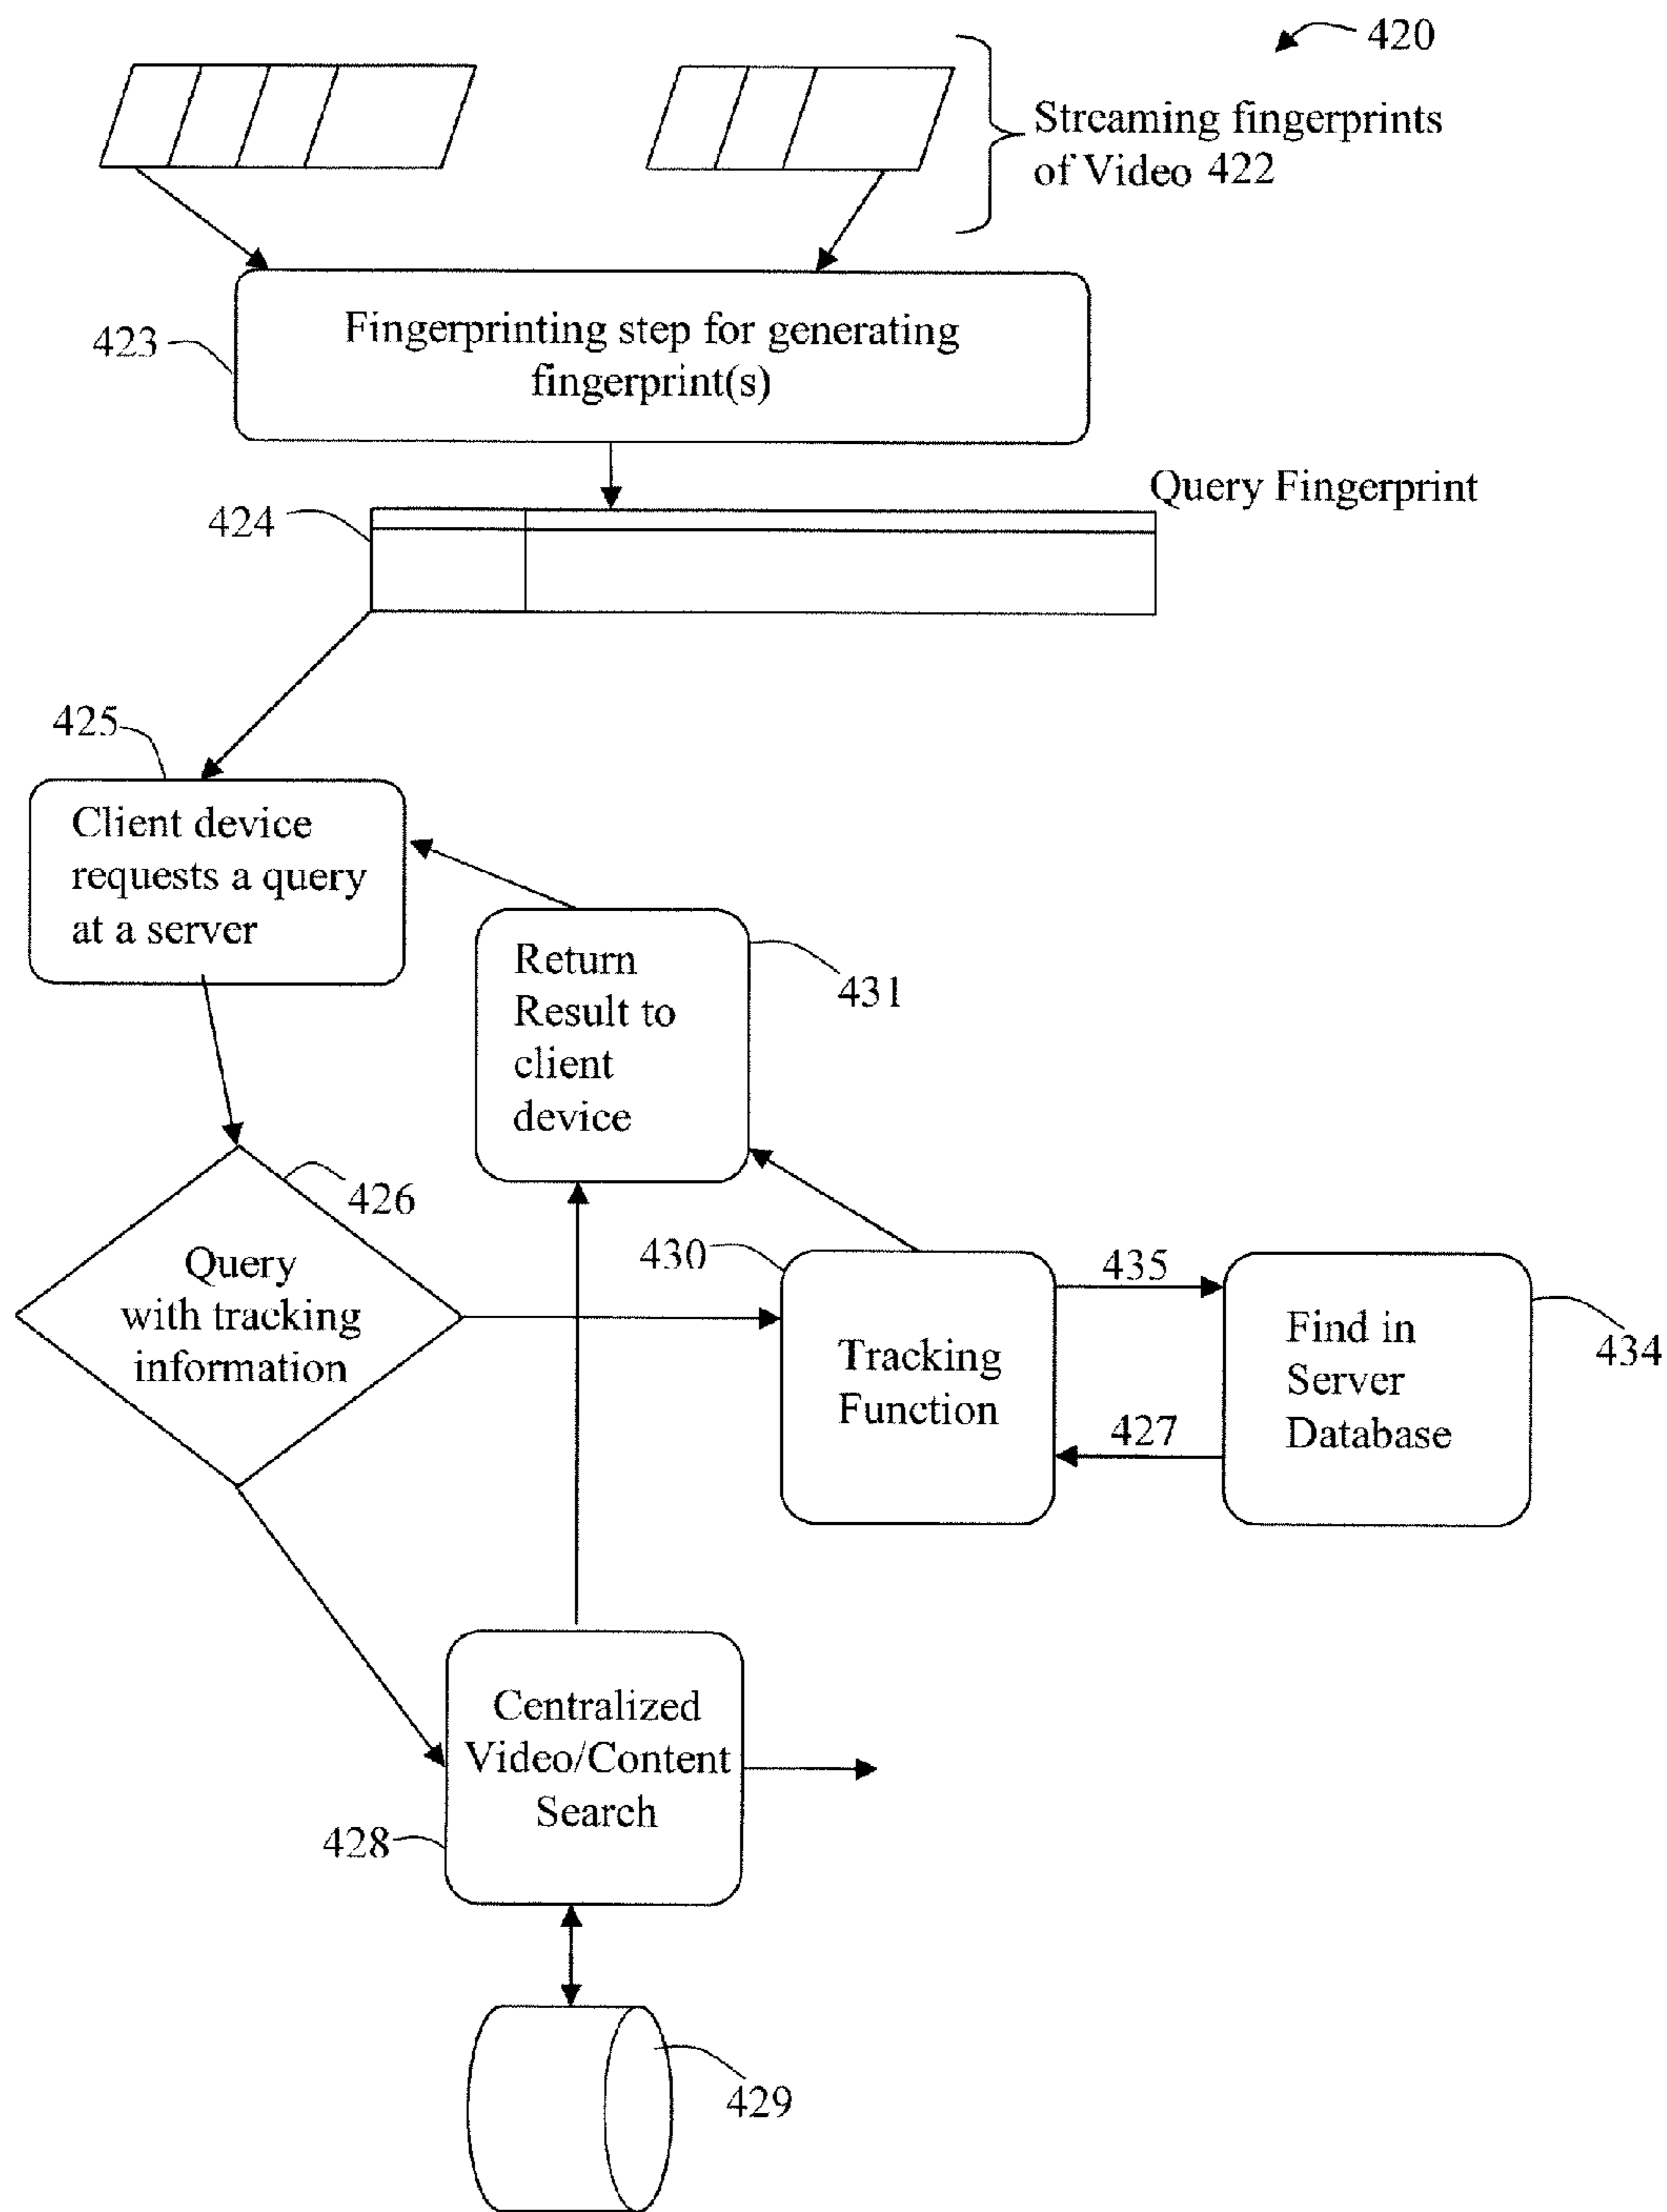 420
Streaming fingerprints
of Video 422
423
Fingerprinting step for generating
fingerprint(s)
Query Fingerprint
424
425
Client device
requests a query
at a server
Return
Result to
client
device
431
426
Query
with tracking
information
430
Tracking
Function
435
427
Find in
Server
Database
434
Centralized
Video/Content
Search
428
429